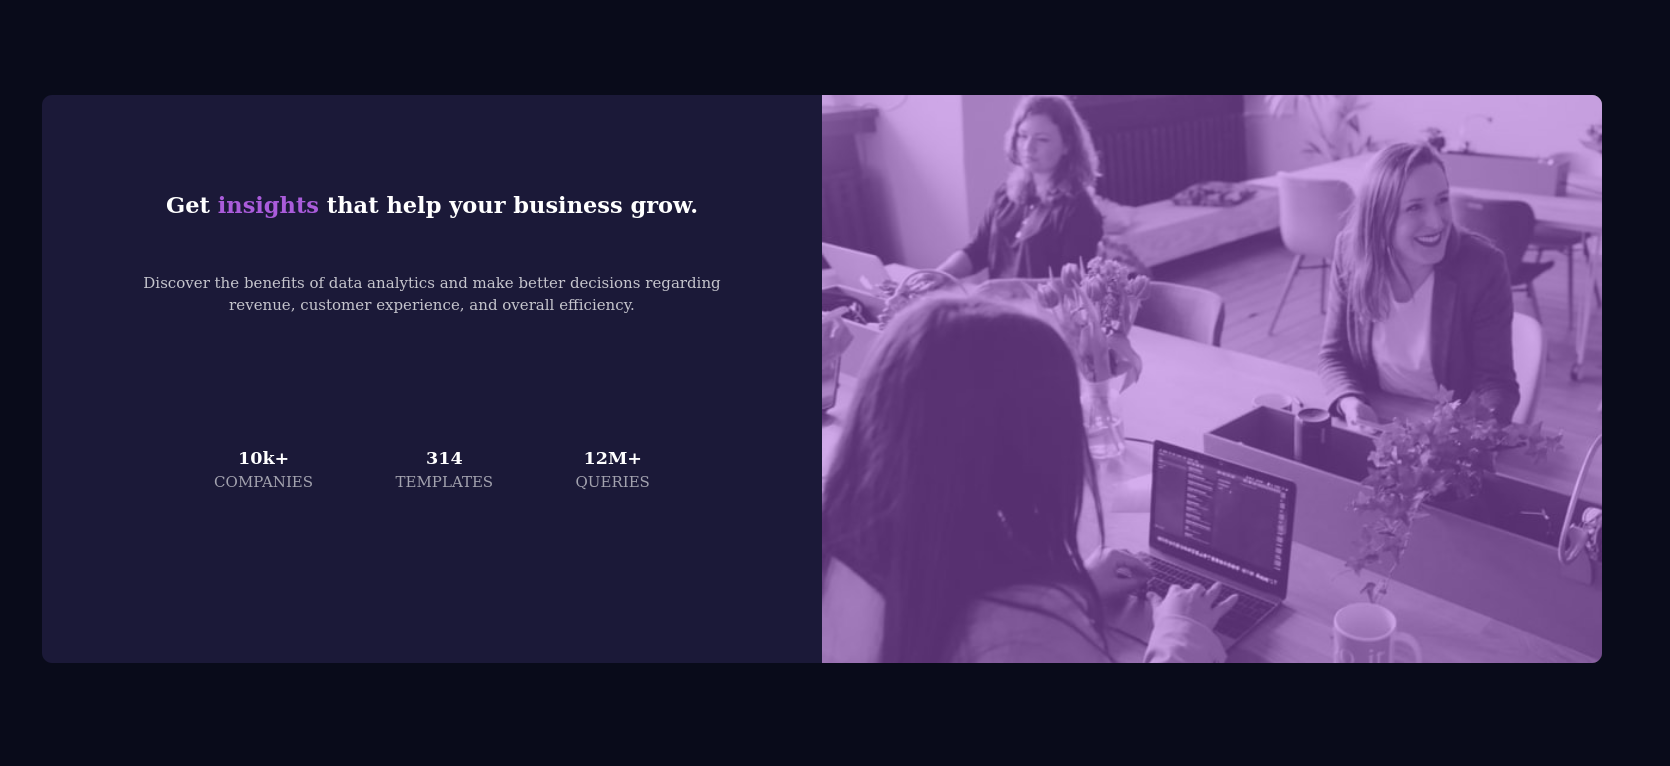 Get insights that help your business grow.
Discover the benefits of data analytics and make better decisions regarding
revenue, customer experience, and overall efficiency.
10k+
314
12M+
COMPANIES
TEMPLATES
QUERIES